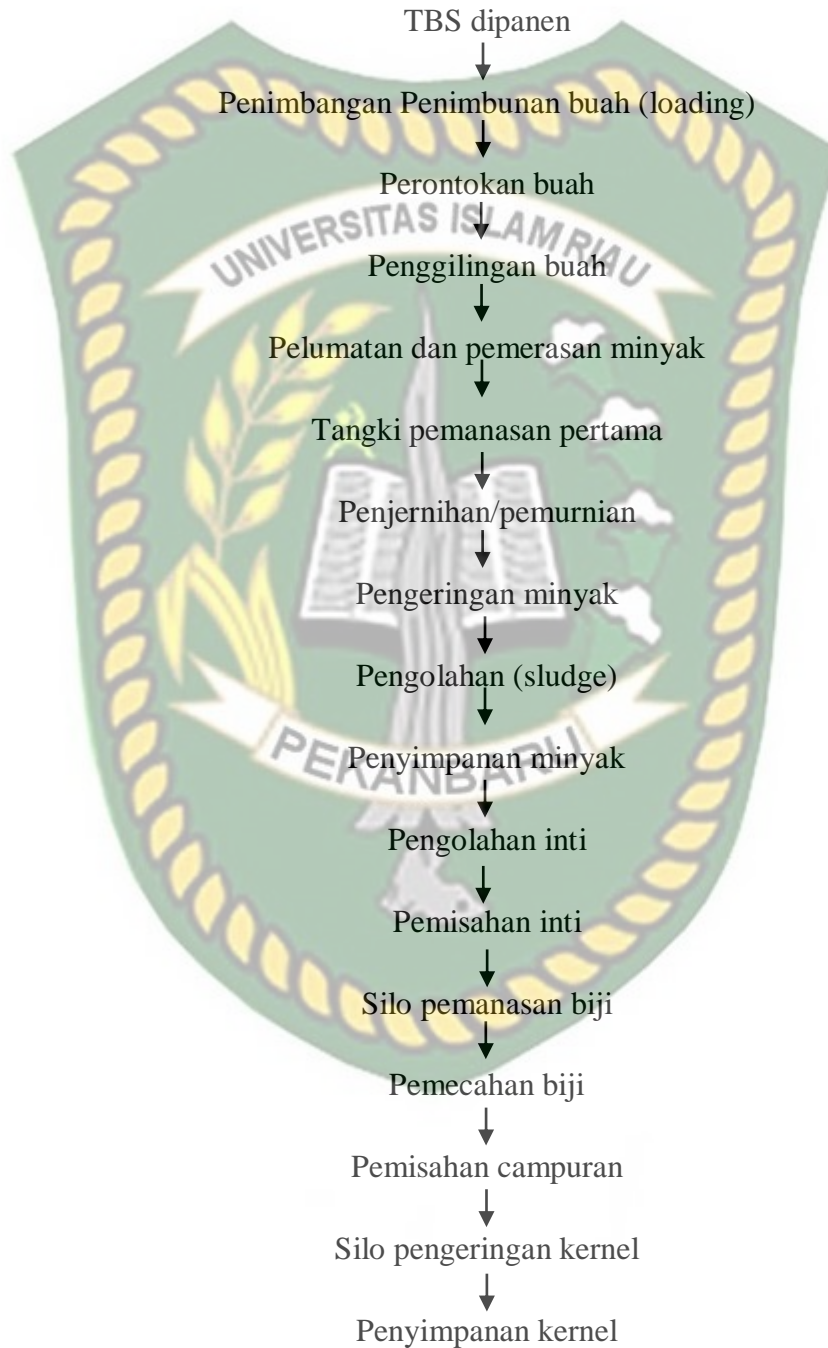 TBS dipanen
Penimbangan Penimbunan buah (loading)
Perontokan buah
UNIVERSITAS ISLAM RIAU
Penggilingan buah
Pelumatan dan pemerasan minyak
Tangki pemanasan pertama
Penjernihan/pemurnian
Pengeringan minyak
Pengolahan (sludge)
Penyimpanan minyak
PEKANBARU
Pengolahan inti
Pemisahan inti
Silo pemanasan biji
Pemecahan biji
Pemisahan campuran
Silo pengeringan kernel
Penyimpanan kernel